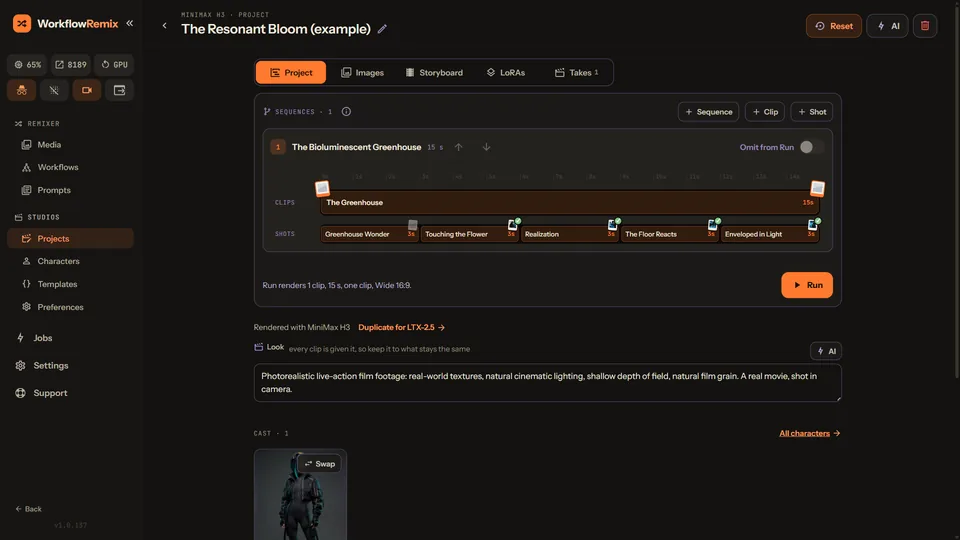 WorkflowRemix
MINIMAX H3 · PROJECT
The Resonant Bloom (example)
Reset
AI
65%
8189
GPU
REMIXER
Media
Workflows
Prompts
STUDIOS
Projects
Characters
Templates
Preferences
Jobs
Settings
Support
Back
v1.0.137
Project
Images
Storyboard
LoRAs
Takes 1
SEQUENCES · 1
+ Sequence
+ Clip
+ Shot
1
The Bioluminescent Greenhouse 15 s
Omit from Run
CLIPS
The Greenhouse
15s
SHOTS
Greenhouse Wonder 3s
Touching the Flower 3s
Realization 3s
The Floor Reacts 3s
Enveloped in Light 3s
Run renders 1 clip, 15 s, one clip, Wide 16:9.
Run
Rendered with MiniMax H3 Duplicate for LTX-2.5 →
Look every clip is given it, so keep it to what stays the same
AI
Photorealistic live-action film footage: real-world textures, natural cinematic lighting, shallow depth of field, natural film grain. A real movie, shot in
camera.
CAST · 1
All characters →
Swap